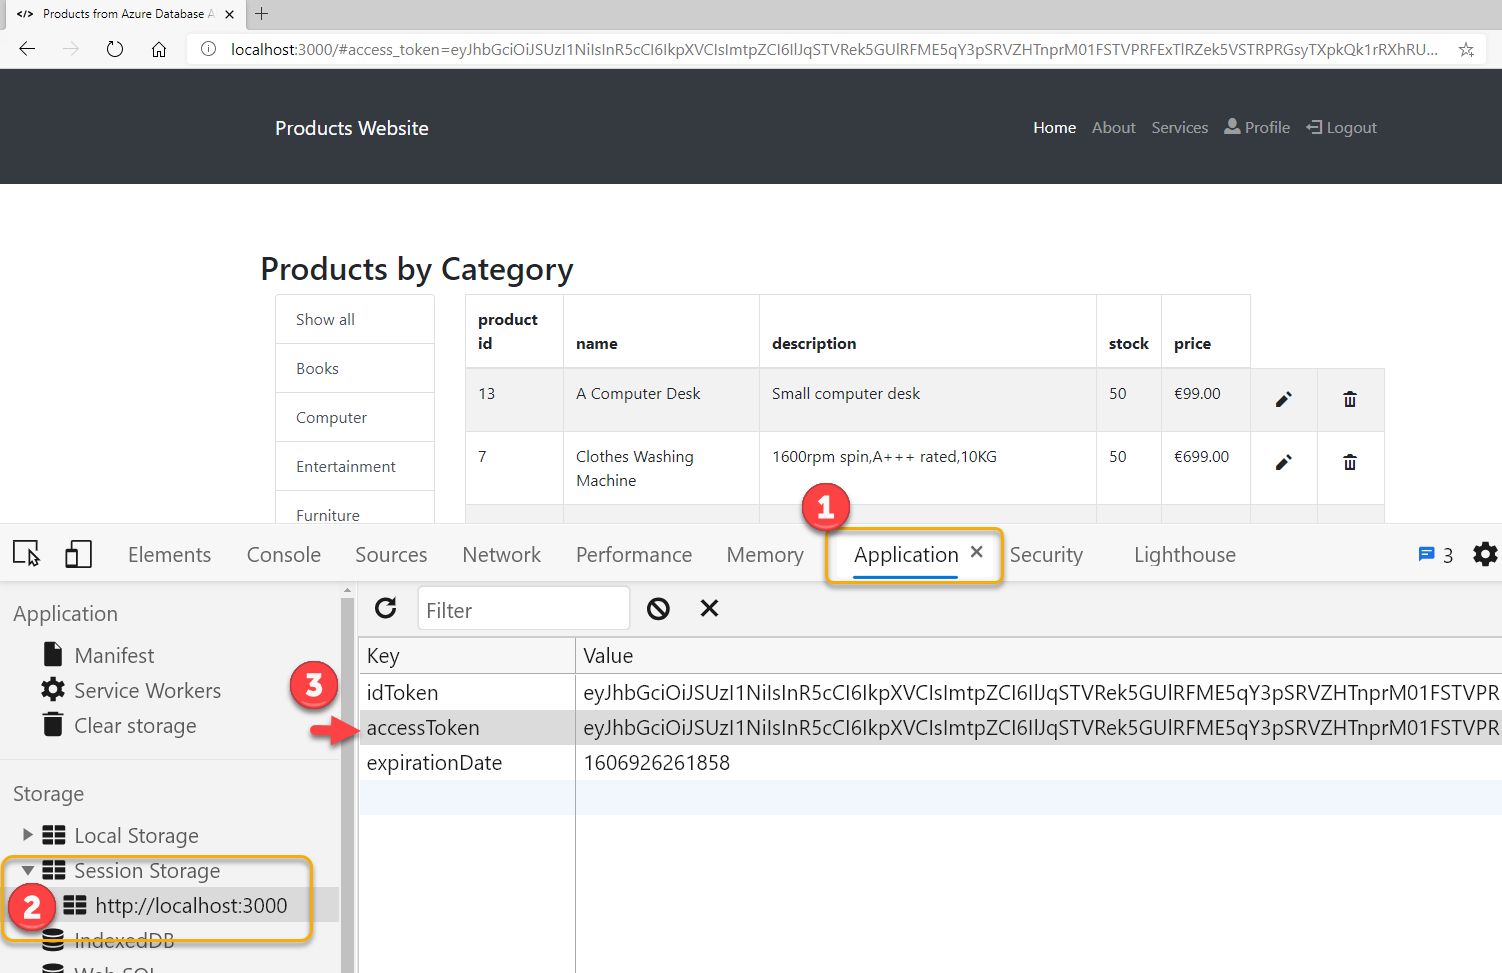 </> Products from Azure Database A
localhost:3000/#access_token=eyJhbGciOiJSUzI1NiIsInR5cCI6IkpXVCIsImtpZCI6IlJqSTVRek5GUlRFME5qY3pSRVZHTnprM01FSTVPRFExTlRZek5VSTRPRGsyTXpkQk1rRXhRU...
Products Website
Home About Services Profile Logout
Products by Category
Show all
Books
Computer
Entertainment
Furniture
product id name description stock price
13 A Computer Desk Small computer desk 50 €99.00
7 Clothes Washing Machine 1600rpm spin,A+++ rated,10KG 50 €699.00
1
Elements Console Sources Network Performance Memory Application Security Lighthouse 3
Application
Manifest
Service Workers
Clear storage
Storage
Local Storage
Session Storage
2 http://localhost:3000
IndexedDB
Web SQL
Filter
Key Value
3
idToken eyJhbGciOiJSUzI1NiIsInR5cCI6IkpXVCIsImtpZCI6IlJqSTVRek5GUlRFME5qY3pSRVZHTnprM01FSTVPR
accessToken eyJhbGciOiJSUzI1NiIsInR5cCI6IkpXVCIsImtpZCI6IlJqSTVRek5GUlRFME5qY3pSRVZHTnprM01FSTVPR
expirationDate 1606926261858